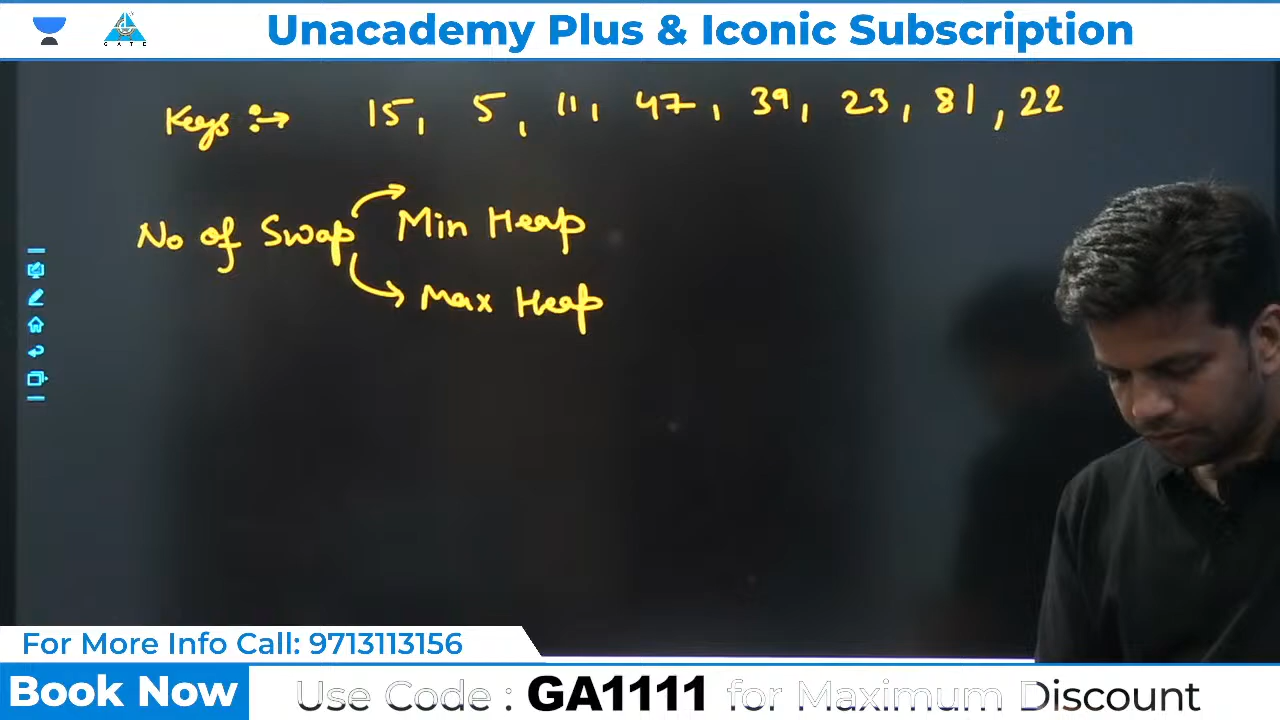 Unacademy Plus & Iconic Subscription
GATE
Keys :→ 15, 5, 11, 47, 39, 23, 81, 22
No of Swap
Min Heap
Max Heap
For More Info Call: 9713113156
Book Now
Use Code : GA1111 for Maximum Discount